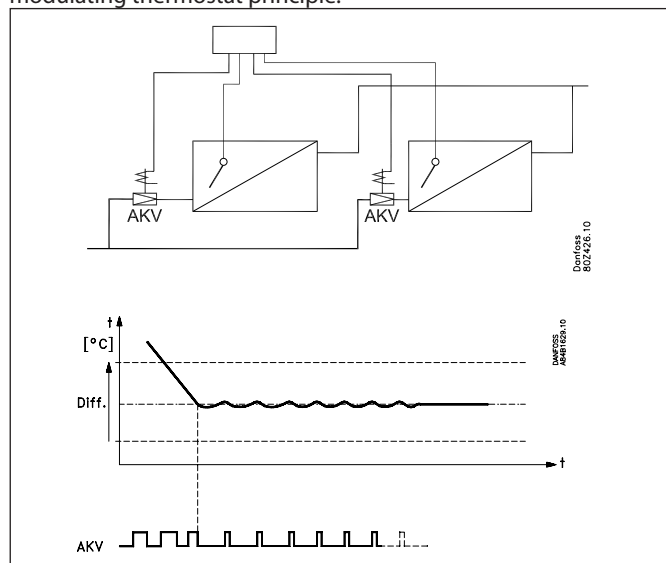 modulating thermostat principle.
AKV
AKV
Danfoss
80Z426.10
t
[°C]
DANFOSS
A84B1629.10
Diff.
t
AKV